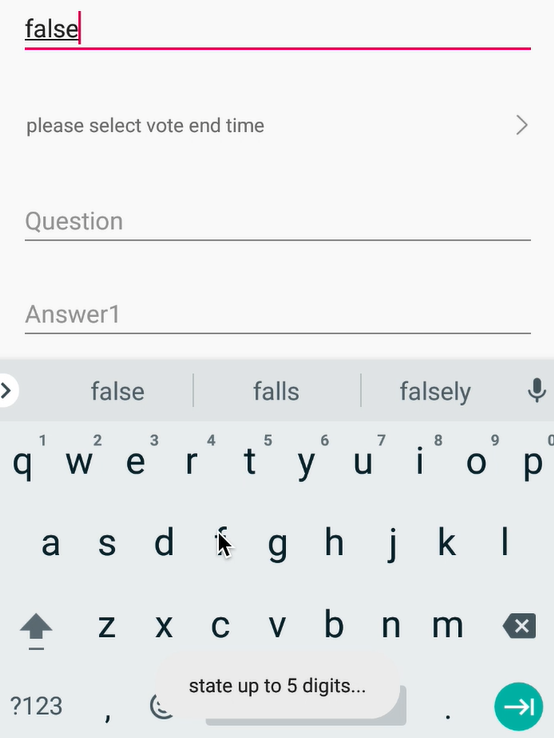 false
please select vote end time
Question
Answer1
false falls falsely
1 2 3 4 5 6 7 8 9 0
q w e r t y u i o p
a s d f g h j k l
z x c v b n m
state up to 5 digits...
?123 , .